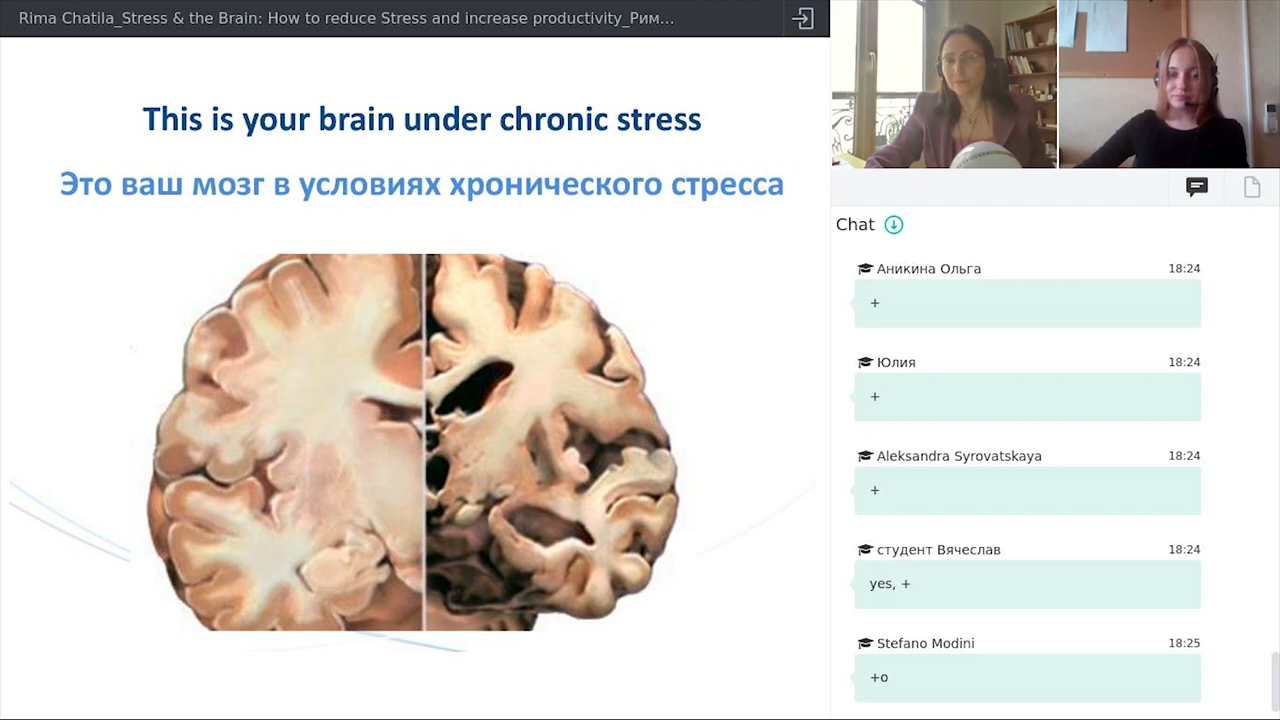 Rima Chatila_Stress & the Brain: How to reduce Stress and increase productivity_Рим...
This is your brain under chronic stress
Это ваш мозг в условиях хронического стресса
Chat
Аникина Ольга 18:24
+
Юлия 18:24
+
Aleksandra Syrovatskaya 18:24
+
студент Вячеслав 18:24
yes, +
Stefano Modini 18:25
+o